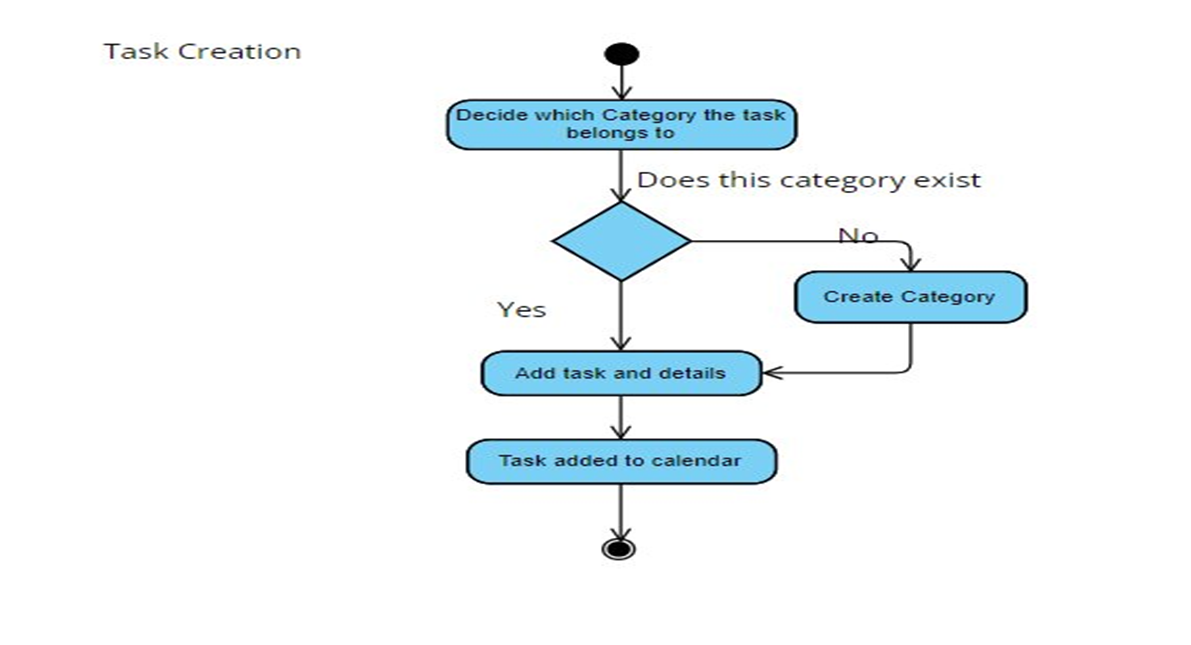 Task Creation
Decide which Category the task
belongs to
Does this category exist
No
Create Category
Yes
Add task and details
Task added to calendar